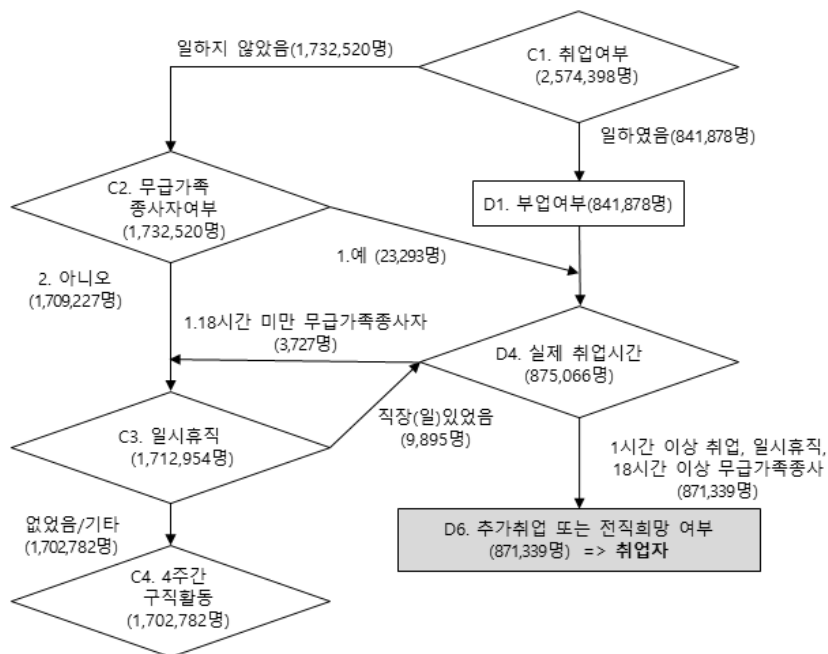 일하지 않았음(1,732,520명)
C1. 취업여부
(2,574,398명)
일하였음(841,878명)
C2. 무급가족
종사자여부
(1,732,520명)
D1. 부업여부(841,878명)
1.예 (23,293명)
2. 아니오
(1,709,227명)
1.18시간 미만 무급가족종사자
(3,727명)
D4. 실제 취업시간
(875,066명)
C3. 일시휴직
(1,712,954명)
직장(일)있었음
(9,895명)
1시간 이상 취업, 일시휴직,
18시간 이상 무급가족종사
(871,339명)
없었음/기타
(1,702,782명)
D6. 추가취업 또는 전직희망 여부
(871,339명) => 취업자
C4. 4주간
구직활동
(1,702,782명)